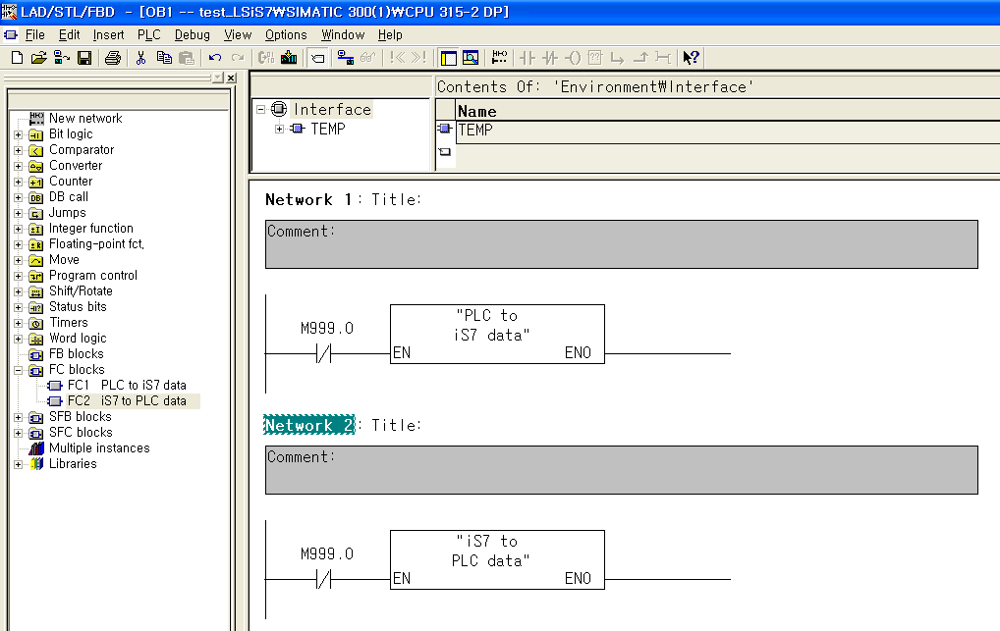 LAD/STL/FBD - [OB1 -- test_LSiS7₩SIMATIC 300(1)₩CPU 315-2 DP]
File Edit Insert PLC Debug View Options Window Help
New network
Bit logic
Comparator
Converter
Counter
DB call
Jumps
Integer function
Floating-point fct.
Move
Program control
Shift/Rotate
Status bits
Timers
Word logic
FB blocks
FC blocks
FC1 PLC to iS7 data
FC2 iS7 to PLC data
SFB blocks
SFC blocks
Multiple instances
Libraries
Interface
TEMP
Contents Of: 'Environment₩Interface'
Name
TEMP
Network 1: Title:
Comment:
M999.0
"PLC to
iS7 data"
EN ENO
Network 2: Title:
Comment:
M999.0
"iS7 to
PLC data"
EN ENO